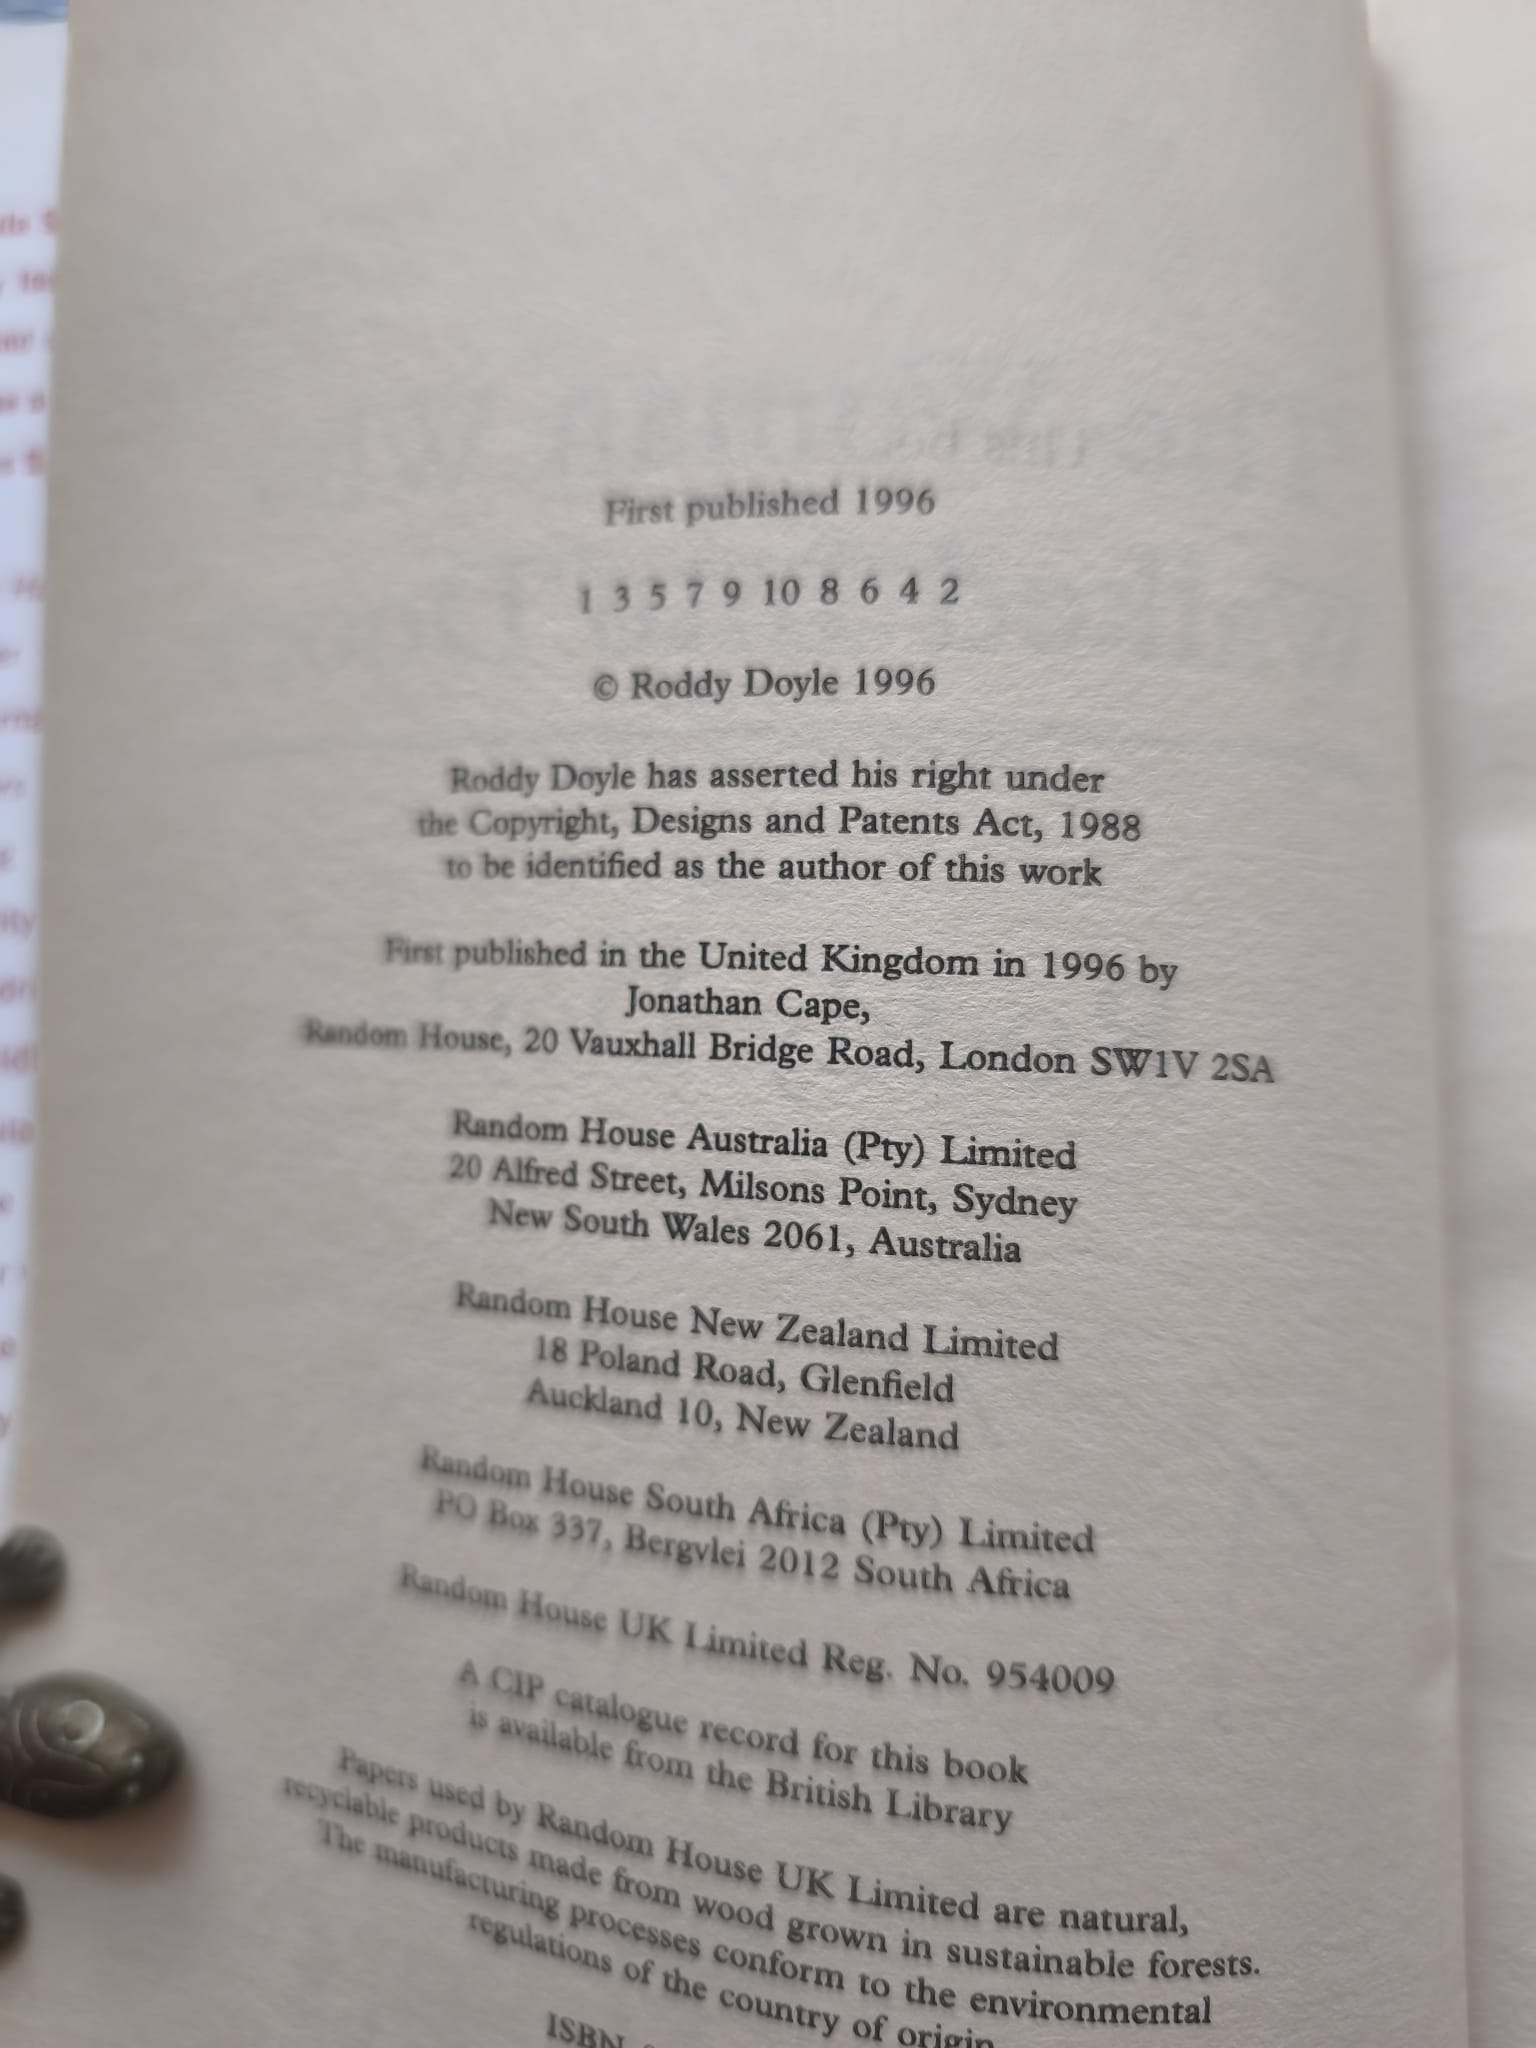 First published 1996
1 3 5 7 9 10 8 6 4 2
© Roddy Doyle 1996
Roddy Doyle has asserted his right under
the Copyright, Designs and Patents Act, 1988
to be identified as the author of this work
First published in the United Kingdom in 1996 by
Jonathan Cape,
Random House, 20 Vauxhall Bridge Road, London SW1V 2SA
Random House Australia (Pty) Limited
20 Alfred Street, Milsons Point, Sydney
New South Wales 2061, Australia
Random House New Zealand Limited
18 Poland Road, Glenfield
Auckland 10, New Zealand
Random House South Africa (Pty) Limited
PO Box 337, Bergvlei 2012 South Africa
Random House UK Limited Reg. No. 954009
A CIP catalogue record for this book
is available from the British Library
Papers used by Random House UK Limited are natural,
recyclable products made from wood grown in sustainable forests.
The manufacturing processes conform to the environmental
regulations of the country of origin
ISBN